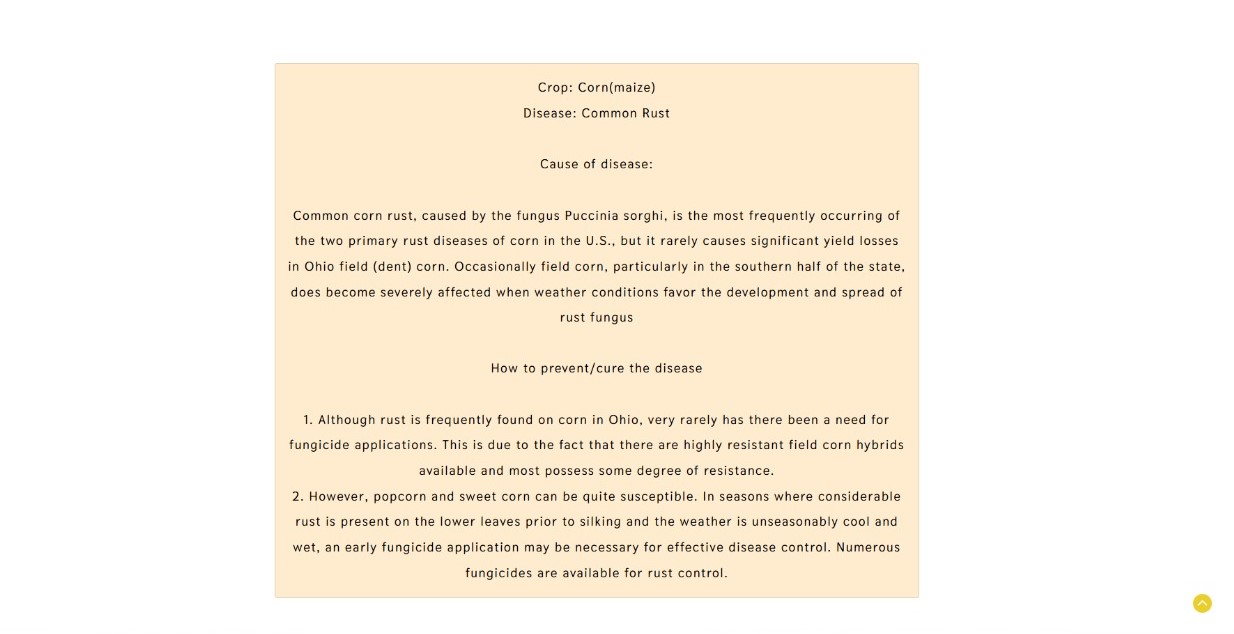 Crop: Corn(maize)
Disease: Common Rust
Cause of disease:
Common corn rust, caused by the fungus Puccinia sorghi, is the most frequently occurring of
the two primary rust diseases of corn in the U.S., but it rarely causes significant yield losses
in Ohio field (dent) corn. Occasionally field corn, particularly in the southern half of the state,
does become severely affected when weather conditions favor the development and spread of
rust fungus
How to prevent/cure the disease
1. Although rust is frequently found on corn in Ohio, very rarely has there been a need for
fungicide applications. This is due to the fact that there are highly resistant field corn hybrids
available and most possess some degree of resistance.
2. However, popcorn and sweet corn can be quite susceptible. In seasons where considerable
rust is present on the lower leaves prior to silking and the weather is unseasonably cool and
wet, an early fungicide application may be necessary for effective disease control. Numerous
fungicides are available for rust control.